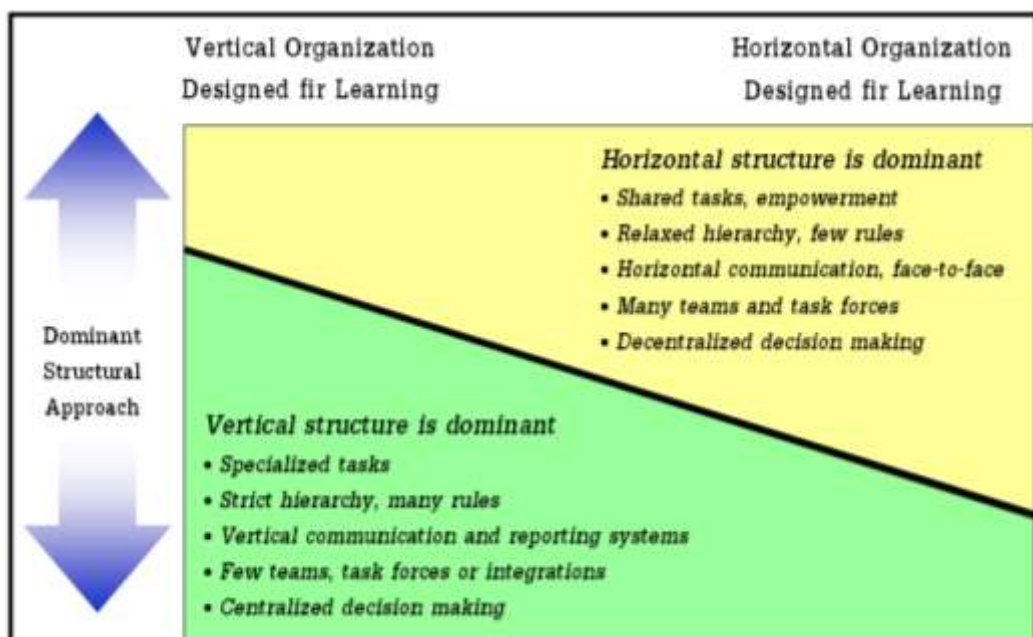 Vertical Organization
Designed fir Learning
Horizontal Organization
Designed fir Learning
Horizontal structure is dominant
• Shared tasks, empowerment
• Relaxed hierarchy, few rules
• Horizontal communication, face-to-face
• Many teams and task forces
• Decentralized decision making
Dominant
Structural
Approach
Vertical structure is dominant
• Specialized tasks
• Strict hierarchy, many rules
• Vertical communication and reporting systems
• Few teams, task forces or integrations
• Centralized decision making